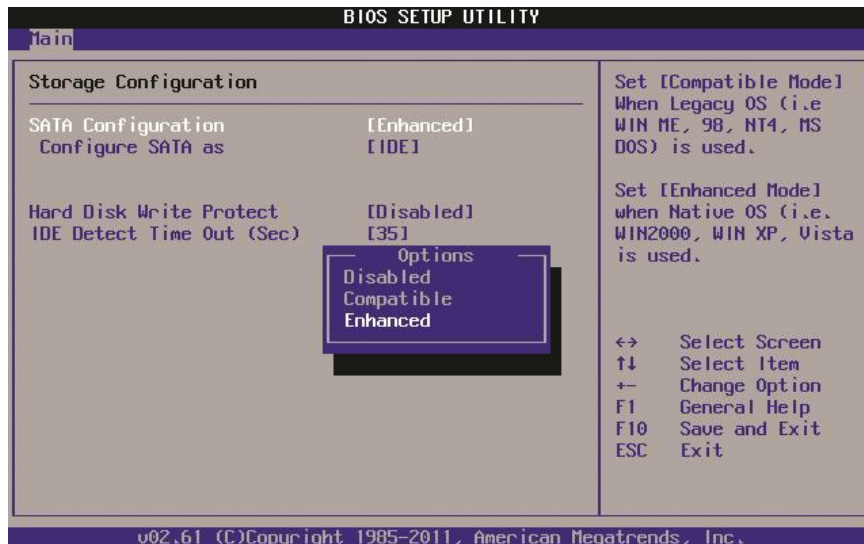 BIOS SETUP UTILITY
Main
Storage Configuration
SATA Configuration [Enhanced]
Configure SATA as [IDE]
Hard Disk Write Protect [Disabled]
IDE Detect Time Out (Sec) [35]
Options
Disabled
Compatible
Enhanced
Set [Compatible Mode]
When Legacy OS (i.e
WIN ME, 98, NT4, MS
DOS) is used.
Set [Enhanced Mode]
when Native OS (i.e.
WIN2000, WIN XP, Vista
is used.
↔ Select Screen
↑↓ Select Item
+- Change Option
F1 General Help
F10 Save and Exit
ESC Exit
v02.61 (C)Copyright 1985-2011, American Megatrends, Inc.